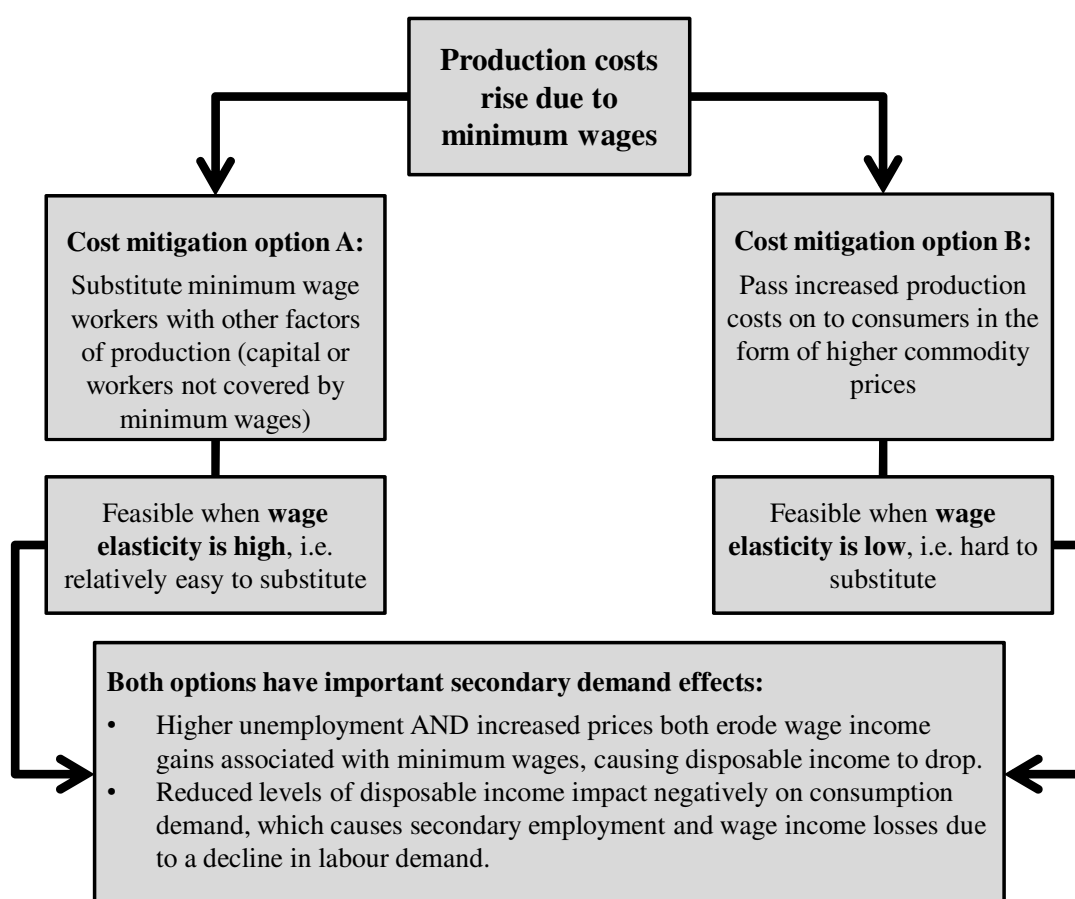 Production costs
rise due to
minimum wages
Cost mitigation option A:
Substitute minimum wage
workers with other factors
of production (capital or
workers not covered by
minimum wages)
Cost mitigation option B:
Pass increased production
costs on to consumers in the
form of higher commodity
prices
Feasible when wage
elasticity is high, i.e.
relatively easy to substitute
Feasible when wage
elasticity is low, i.e. hard to
substitute
Both options have important secondary demand effects:
• Higher unemployment AND increased prices both erode wage income
gains associated with minimum wages, causing disposable income to drop.
• Reduced levels of disposable income impact negatively on consumption
demand, which causes secondary employment and wage income losses due
to a decline in labour demand.